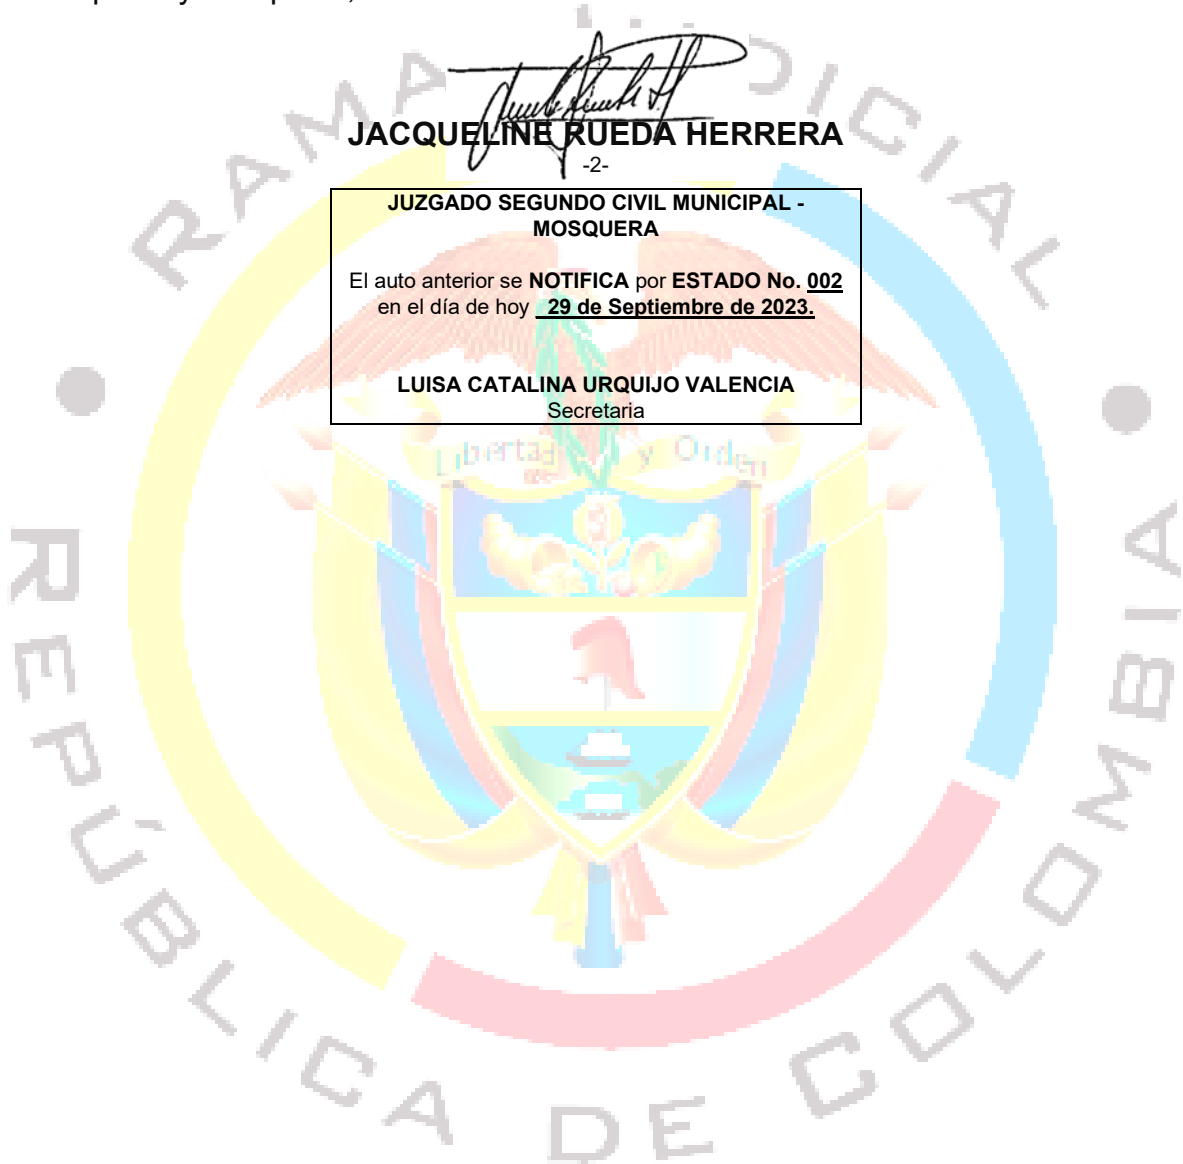 JACQUELINE RUEDA HERRERA
-2-
JUZGADO SEGUNDO CIVIL MUNICIPAL -
MOSQUERA
El auto anterior se NOTIFICA por ESTADO No. 002
en el día de hoy 29 de Septiembre de 2023.
LUISA CATALINA URQUIJO VALENCIA
Secretaria
Libertad y Orden
RAMA JUDICIAL
REPÚBLICA DE COLOMBIA